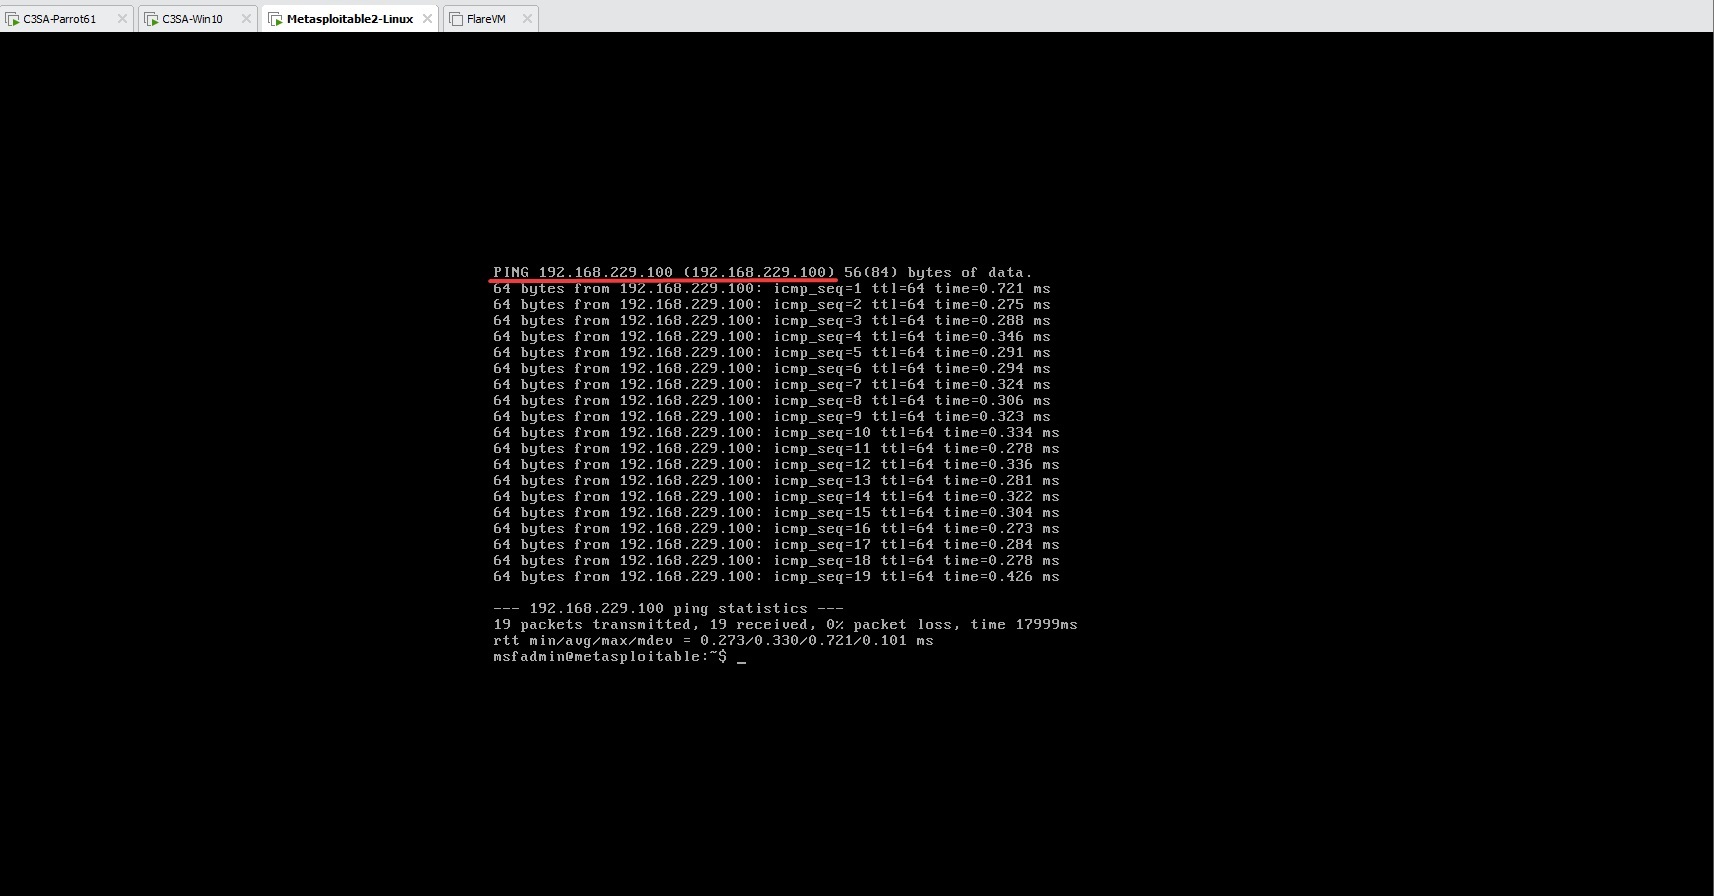 C3SA-Parrot61 C3SA-Win10 Metasploitable2-Linux FlareVM
PING 192.168.229.100 (192.168.229.100) 56(84) bytes of data.
64 bytes from 192.168.229.100: icmp_seq=1 ttl=64 time=0.721 ms
64 bytes from 192.168.229.100: icmp_seq=2 ttl=64 time=0.275 ms
64 bytes from 192.168.229.100: icmp_seq=3 ttl=64 time=0.288 ms
64 bytes from 192.168.229.100: icmp_seq=4 ttl=64 time=0.346 ms
64 bytes from 192.168.229.100: icmp_seq=5 ttl=64 time=0.291 ms
64 bytes from 192.168.229.100: icmp_seq=6 ttl=64 time=0.294 ms
64 bytes from 192.168.229.100: icmp_seq=7 ttl=64 time=0.324 ms
64 bytes from 192.168.229.100: icmp_seq=8 ttl=64 time=0.306 ms
64 bytes from 192.168.229.100: icmp_seq=9 ttl=64 time=0.323 ms
64 bytes from 192.168.229.100: icmp_seq=10 ttl=64 time=0.334 ms
64 bytes from 192.168.229.100: icmp_seq=11 ttl=64 time=0.278 ms
64 bytes from 192.168.229.100: icmp_seq=12 ttl=64 time=0.336 ms
64 bytes from 192.168.229.100: icmp_seq=13 ttl=64 time=0.281 ms
64 bytes from 192.168.229.100: icmp_seq=14 ttl=64 time=0.322 ms
64 bytes from 192.168.229.100: icmp_seq=15 ttl=64 time=0.304 ms
64 bytes from 192.168.229.100: icmp_seq=16 ttl=64 time=0.273 ms
64 bytes from 192.168.229.100: icmp_seq=17 ttl=64 time=0.284 ms
64 bytes from 192.168.229.100: icmp_seq=18 ttl=64 time=0.278 ms
64 bytes from 192.168.229.100: icmp_seq=19 ttl=64 time=0.426 ms
--- 192.168.229.100 ping statistics ---
19 packets transmitted, 19 received, 0% packet loss, time 17999ms
rtt min/avg/max/mdev = 0.273/0.330/0.721/0.101 ms
msfadmin@metasploitable:~$ _